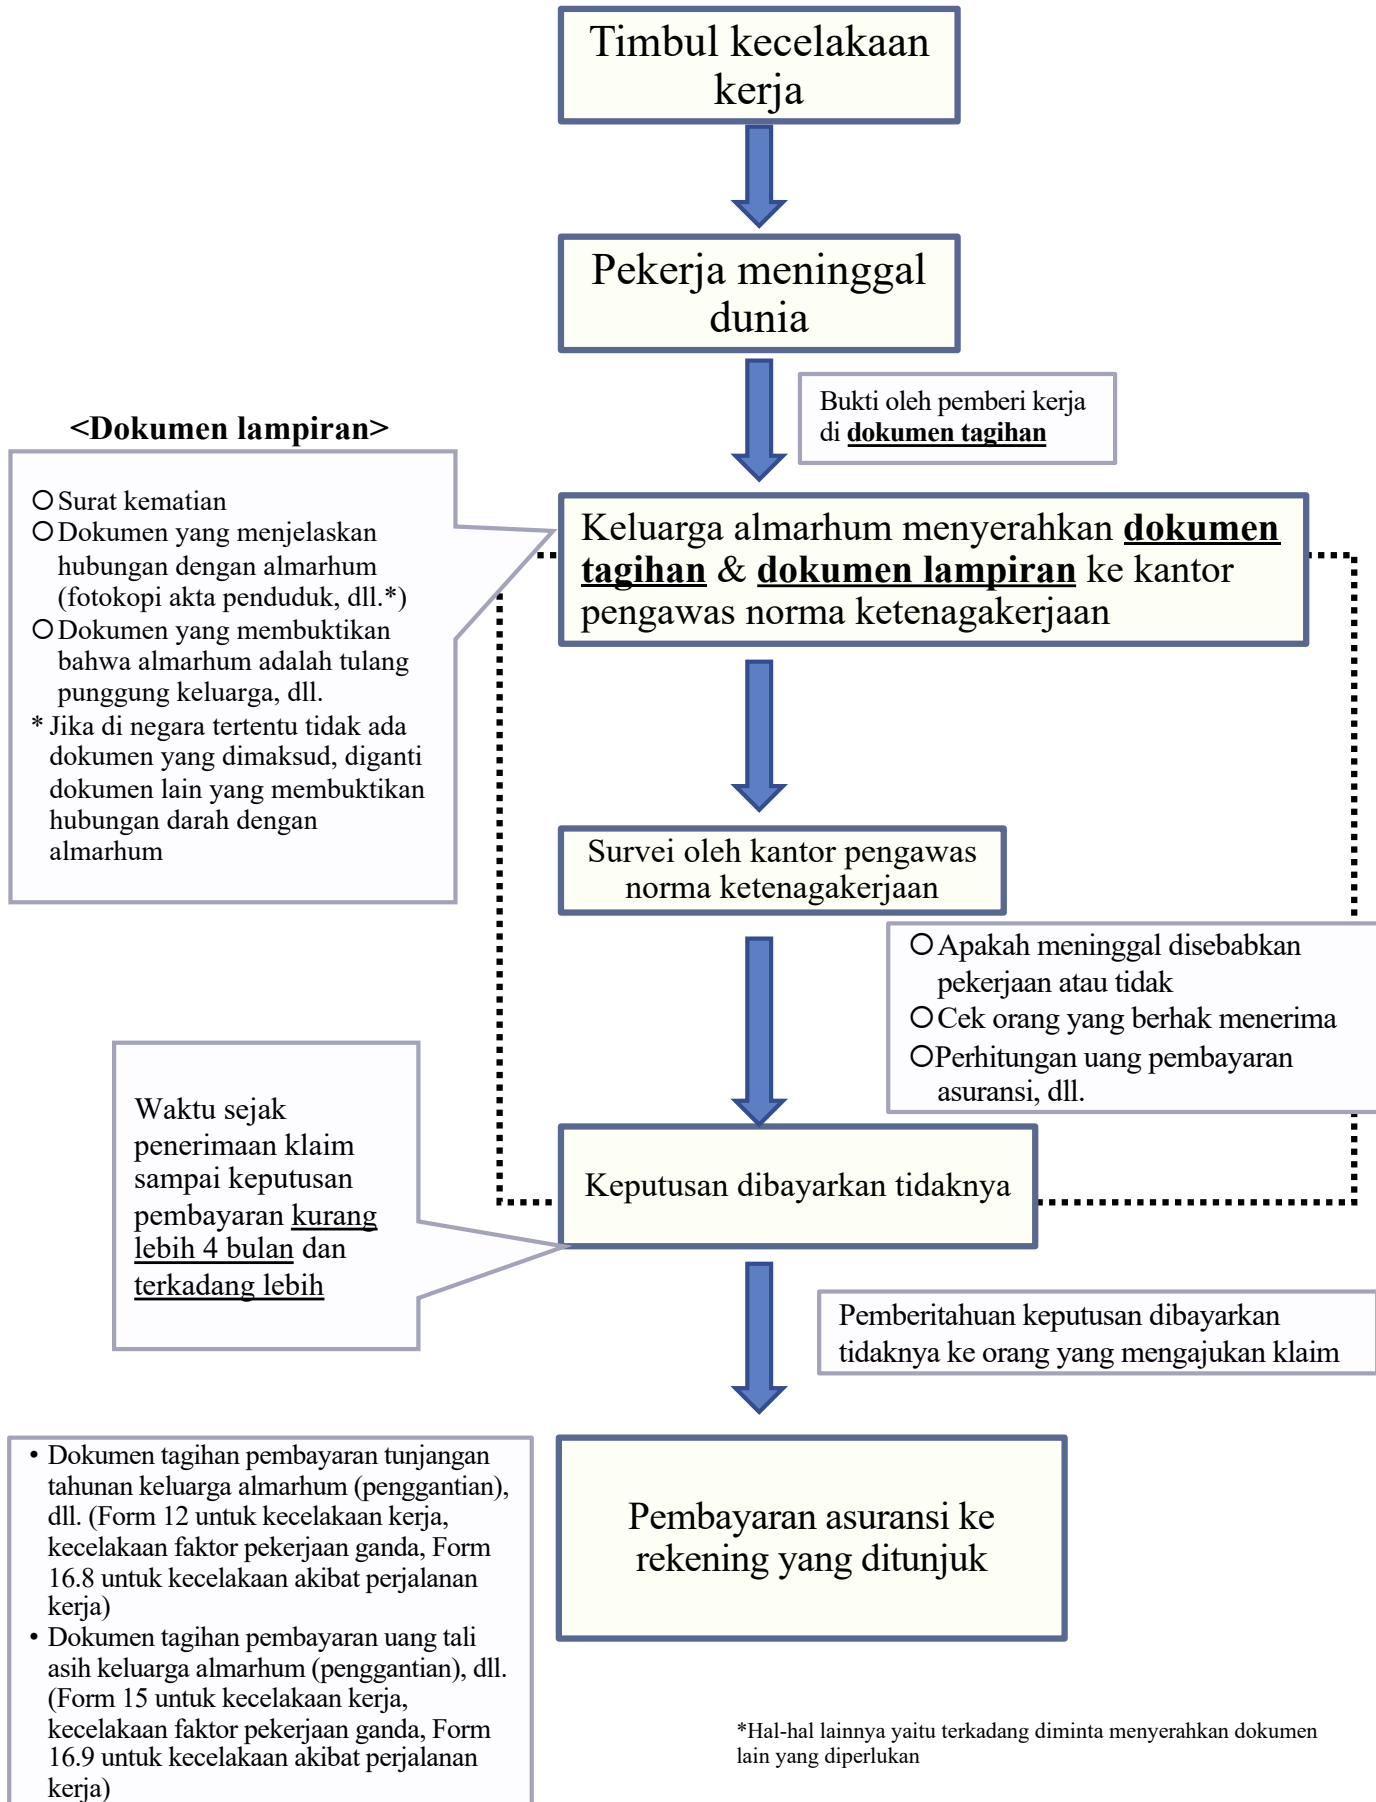 Timbul kecelakaan
kerja
Pekerja meninggal
dunia
Bukti oleh pemberi kerja
di dokumen tagihan
<Dokumen lampiran>
○ Surat kematian
○ Dokumen yang menjelaskan
hubungan dengan almarhum
(fotokopi akta penduduk, dll.*)
○ Dokumen yang membuktikan
bahwa almarhum adalah tulang
punggung keluarga, dll.
* Jika di negara tertentu tidak ada
dokumen yang dimaksud, diganti
dokumen lain yang membuktikan
hubungan darah dengan
almarhum
Keluarga almarhum menyerahkan dokumen
tagihan & dokumen lampiran ke kantor
pengawas norma ketenagakerjaan
Survei oleh kantor pengawas
norma ketenagakerjaan
○ Apakah meninggal disebabkan
pekerjaan atau tidak
○ Cek orang yang berhak menerima
○ Perhitungan uang pembayaran
asuransi, dll.
Waktu sejak
penerimaan klaim
sampai keputusan
pembayaran kurang
lebih 4 bulan dan
terkadang lebih
Keputusan dibayarkan tidaknya
Pemberitahuan keputusan dibayarkan
tidaknya ke orang yang mengajukan klaim
• Dokumen tagihan pembayaran tunjangan
tahunan keluarga almarhum (penggantian),
dll. (Form 12 untuk kecelakaan kerja,
kecelakaan faktor pekerjaan ganda, Form
16.8 untuk kecelakaan akibat perjalanan
kerja)
• Dokumen tagihan pembayaran uang tali
asih keluarga almarhum (penggantian), dll.
(Form 15 untuk kecelakaan kerja,
kecelakaan faktor pekerjaan ganda, Form
16.9 untuk kecelakaan akibat perjalanan
kerja)
Pembayaran asuransi ke
rekening yang ditunjuk
*Hal-hal lainnya yaitu terkadang diminta menyerahkan dokumen
lain yang diperlukan